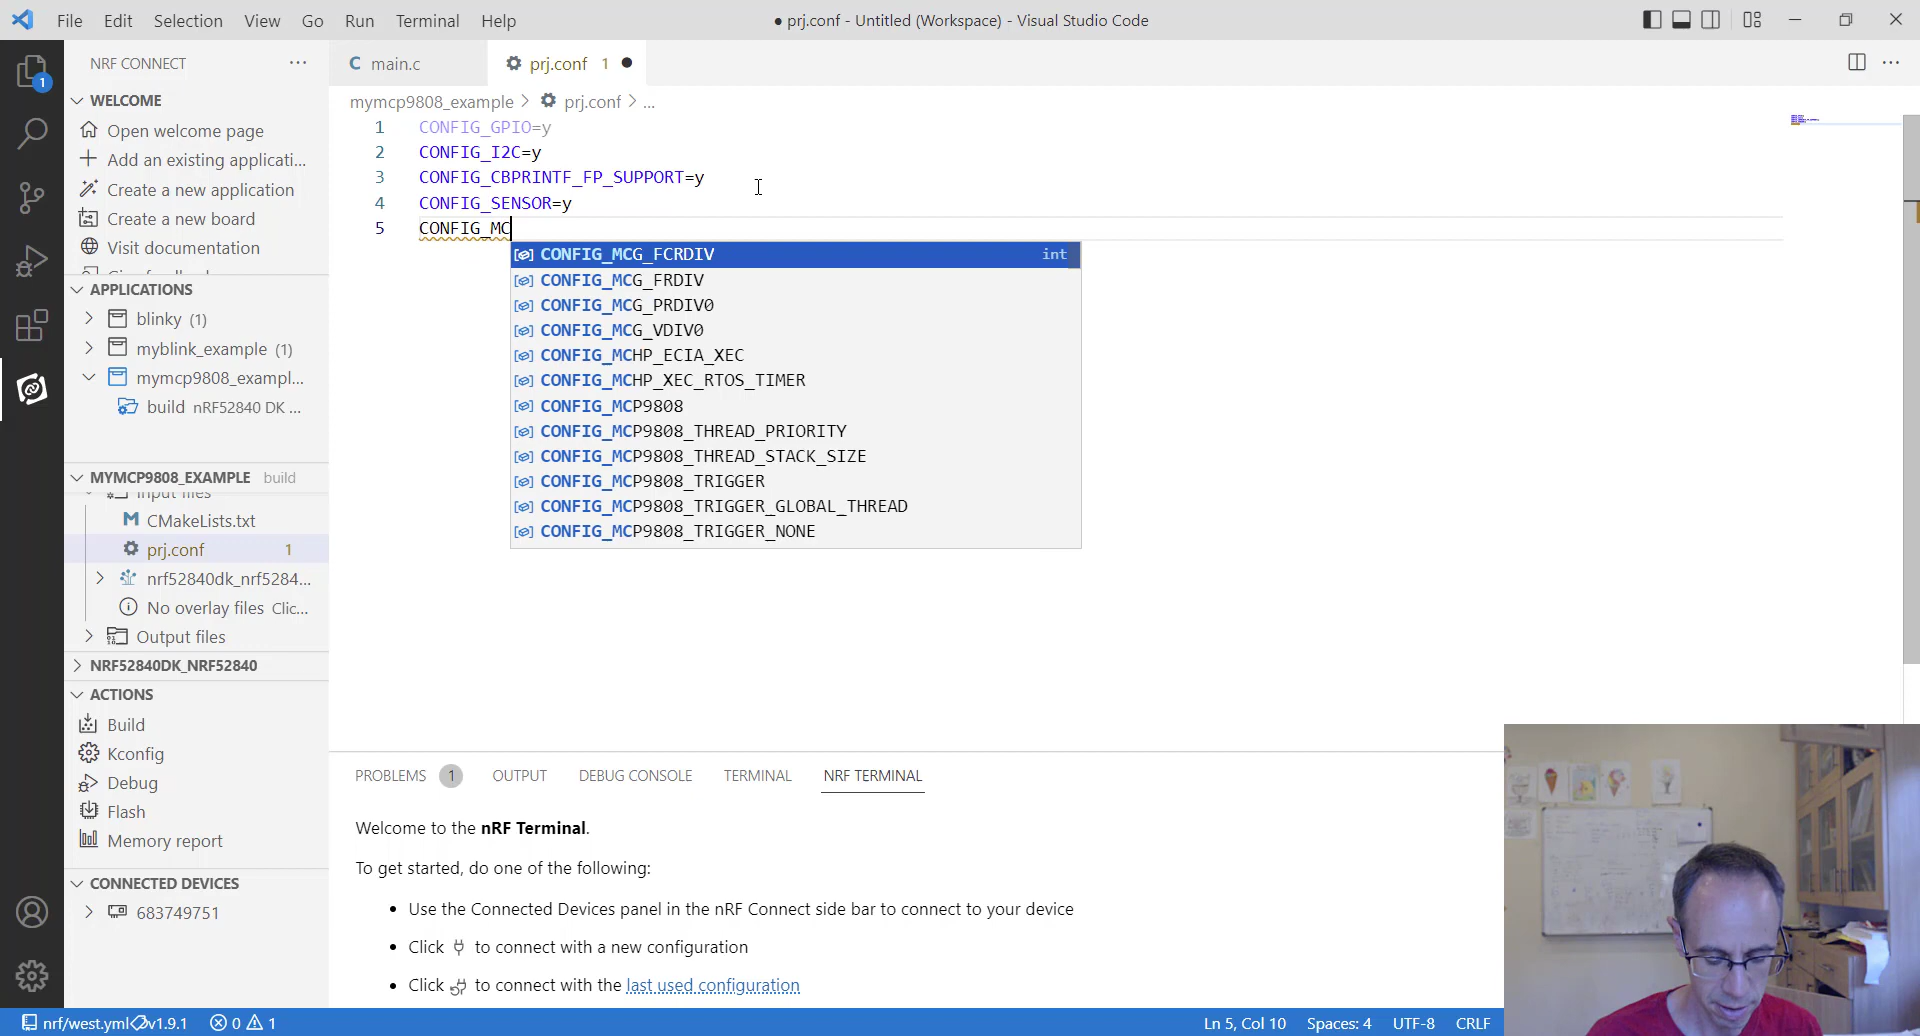 File Edit Selection View Go Run Terminal Help
● prj.conf - Untitled (Workspace) - Visual Studio Code
NRF CONNECT ...
WELCOME
Open welcome page
Add an existing applicati...
Create a new application
Create a new board
Visit documentation
APPLICATIONS
blinky (1)
myblink_example (1)
mymcp9808_exampl...
build nRF52840 DK ...
MYMCP9808_EXAMPLE build
Input files
CMakeLists.txt
prj.conf 1
nrf52840dk_nrf5284...
No overlay files Clic...
Output files
NRF52840DK_NRF52840
ACTIONS
Build
Kconfig
Debug
Flash
Memory report
CONNECTED DEVICES
683749751
1
C main.c
prj.conf 1 ●
mymcp9808_example > prj.conf > ...
1 CONFIG_GPIO=y
2 CONFIG_I2C=y
3 CONFIG_CBPRINTF_FP_SUPPORT=y
4 CONFIG_SENSOR=y
5 CONFIG_MC
CONFIG_MCG_FCRDIV int
CONFIG_MCG_FRDIV
CONFIG_MCG_PRDIV0
CONFIG_MCG_VDIV0
CONFIG_MCHP_ECIA_XEC
CONFIG_MCHP_XEC_RTOS_TIMER
CONFIG_MCP9808
CONFIG_MCP9808_THREAD_PRIORITY
CONFIG_MCP9808_THREAD_STACK_SIZE
CONFIG_MCP9808_TRIGGER
CONFIG_MCP9808_TRIGGER_GLOBAL_THREAD
CONFIG_MCP9808_TRIGGER_NONE
PROBLEMS 1 OUTPUT DEBUG CONSOLE TERMINAL NRF TERMINAL
Welcome to the nRF Terminal.
To get started, do one of the following:
• Use the Connected Devices panel in the nRF Connect side bar to connect to your device
• Click to connect with a new configuration
• Click to connect with the last used configuration
nrf/west.yml v1.9.1 0 1
Ln 5, Col 10 Spaces: 4 UTF-8 CRLF